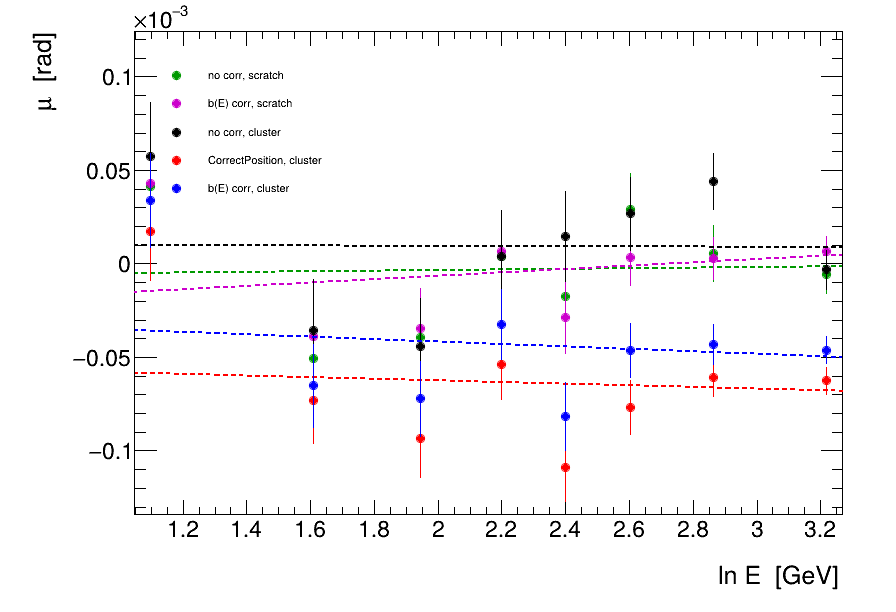 ×10⁻³
μ [rad]
0.1
0.05
0
−0.05
−0.1
no corr, scratch
b(E) corr, scratch
no corr, cluster
CorrectPosition, cluster
b(E) corr, cluster
1.2 1.4 1.6 1.8 2 2.2 2.4 2.6 2.8 3 3.2
ln E [GeV]